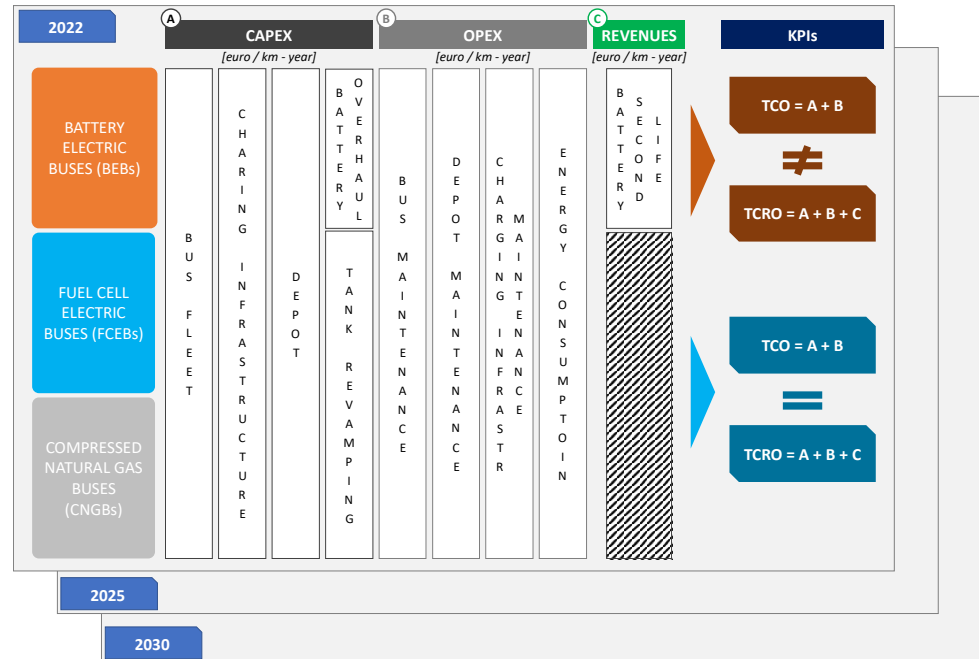 2022
A
CAPEX
B
OPEX
C
REVENUES
KPIs
[euro / km - year]
[euro / km - year]
[euro / km - year]
BATTERY
ELECTRIC
BUSES (BEBs)
FUEL CELL
ELECTRIC
BUSES (FCEBs)
COMPRESSED
NATURAL GAS
BUSES
(CNGBs)
BUS FLEET
CHARING INFRASTRUCTURE
DEPOT
BATTERY
OVERHAUL
TANK REVAMPING
BUS MAINTENANCE
DEPOT MAINTENANCE
CHARGING INFRASTR
MAINTENANCE
ENERGY CONSUMPTOIN
BATTERY
SECOND
LIFE
TCO = A + B
≠
TCRO = A + B + C
TCO = A + B
=
TCRO = A + B + C
2025
2030